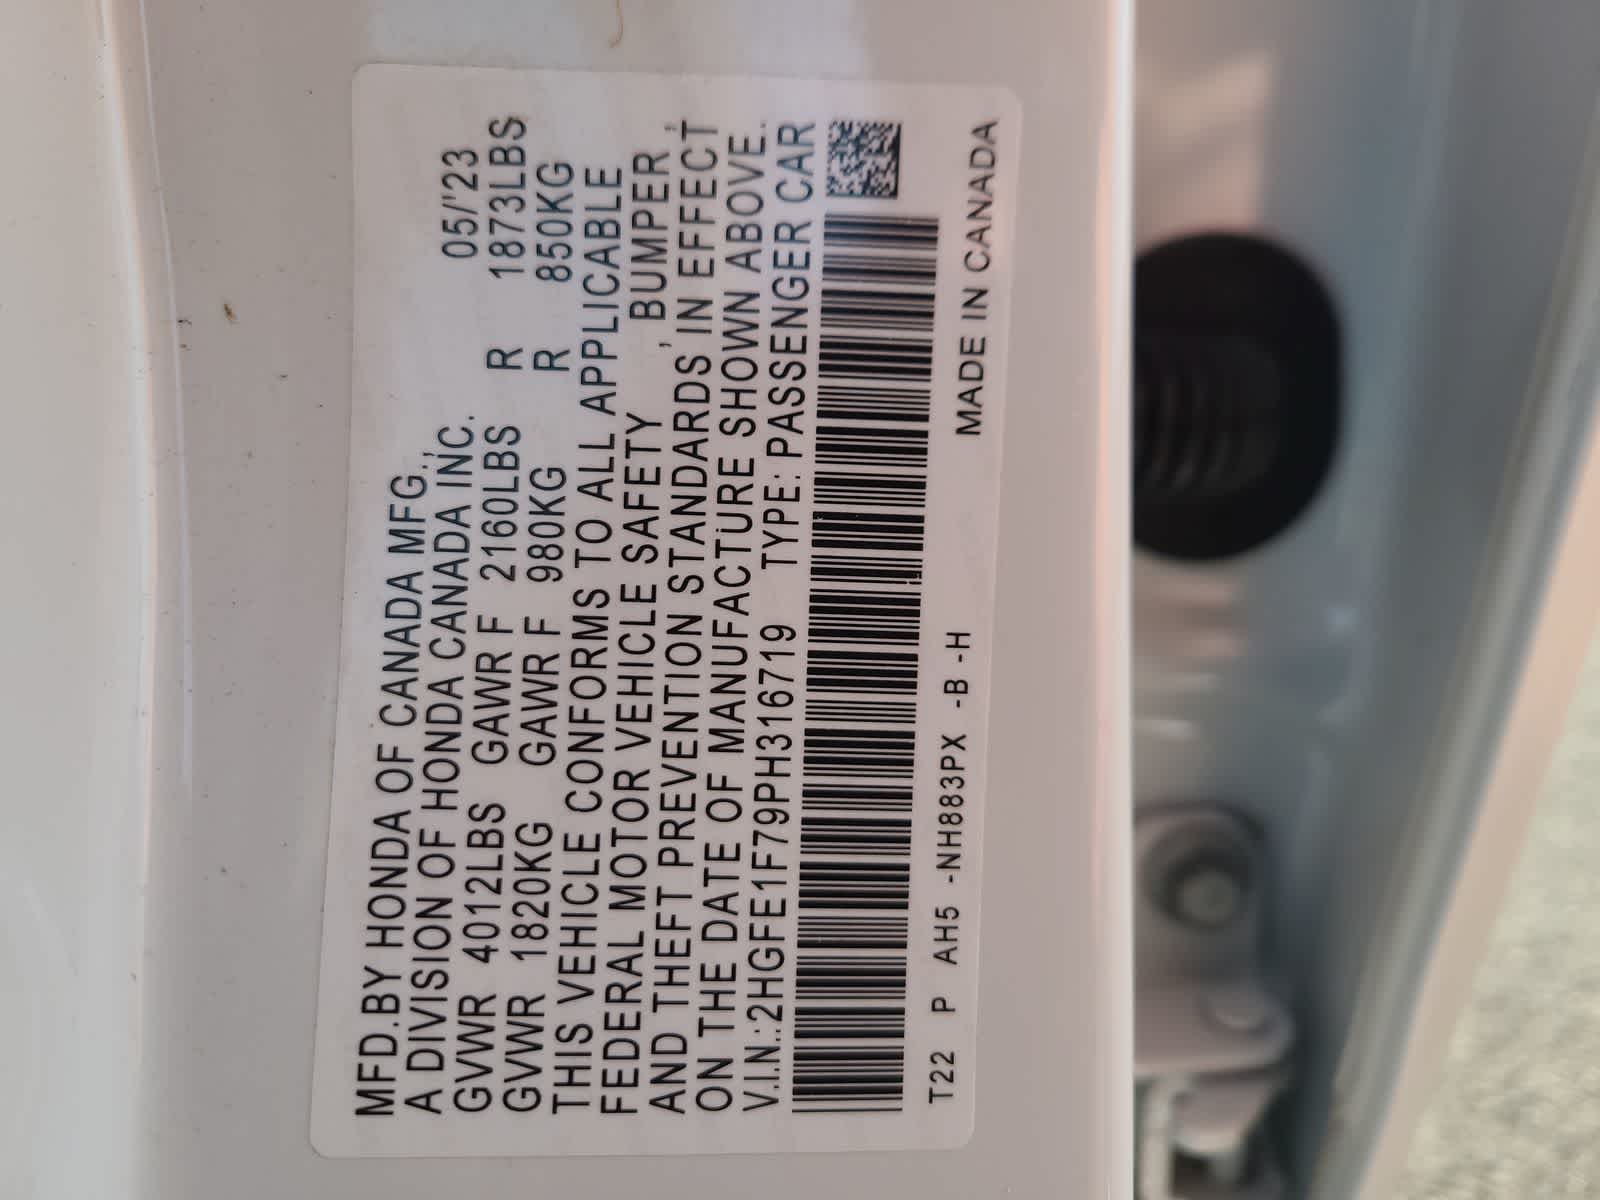 MFD.BY HONDA OF CANADA MFG.,
A DIVISION OF HONDA CANADA INC. 05/'23
GVWR 4012LBS GAWR F 2160LBS R 1873LBS
GVWR 1820KG GAWR F 980KG R 850KG
THIS VEHICLE CONFORMS TO ALL APPLICABLE
FEDERAL MOTOR VEHICLE SAFETY , BUMPER ,
AND THEFT PREVENTION STANDARDS IN EFFECT
ON THE DATE OF MANUFACTURE SHOWN ABOVE.
V.I.N.:2HGFE1F79PH316719 TYPE: PASSENGER CAR
T22 P AH5 -NH883PX -B -H MADE IN CANADA